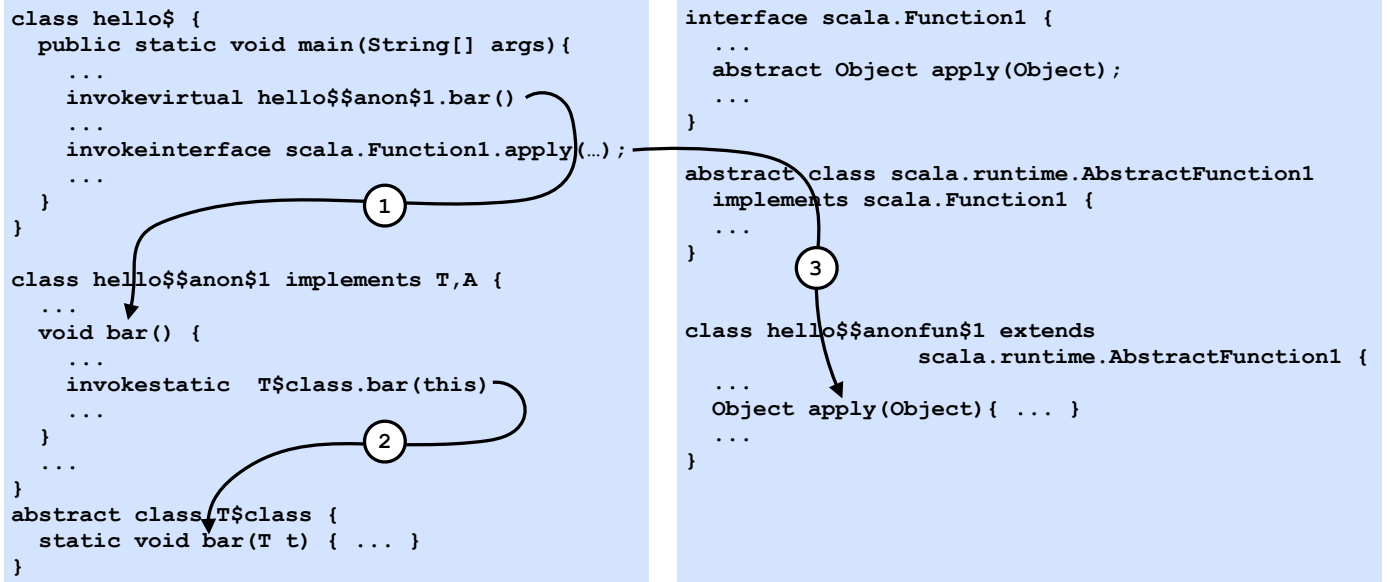 class hello$ {
  public static void main(String[] args){
    ...
    invokevirtual hello$$anon$1.bar()
    ...
    invokeinterface scala.Function1.apply(…);
    ...
  }
}
1
class hello$$anon$1 implements T,A {
  ...
  void bar() {
    ...
    invokestatic  T$class.bar(this)
    ...
  }
  ...
}
2
abstract class T$class {
  static void bar(T t) { ... }
}
interface scala.Function1 {
  ...
  abstract Object apply(Object);
  ...
}
abstract class scala.runtime.AbstractFunction1
  implements scala.Function1 {
  ...
}
3
class hello$$anonfun$1 extends
                 scala.runtime.AbstractFunction1 {
  ...
  Object apply(Object){ ... }
  ...
}